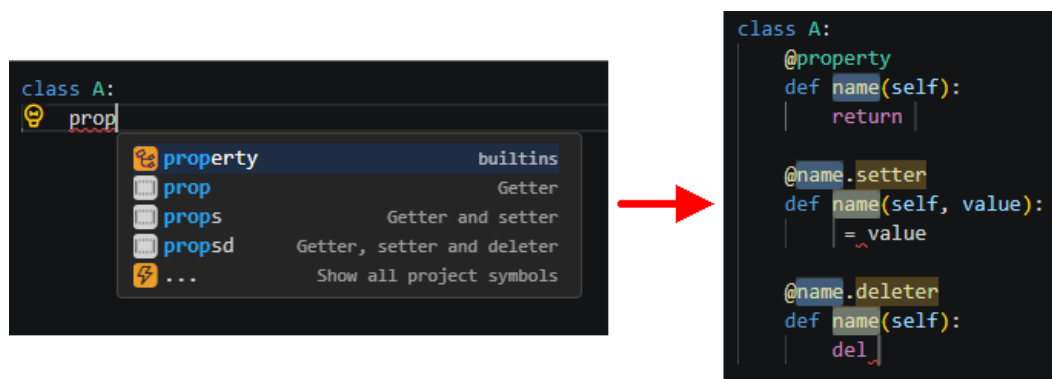 class A:
prop
property builtins
prop Getter
props Getter and setter
propsd Getter, setter and deleter
... Show all project symbols
class A:
@property
def name(self):
return
@name.setter
def name(self, value):
= value
@name.deleter
def name(self):
del